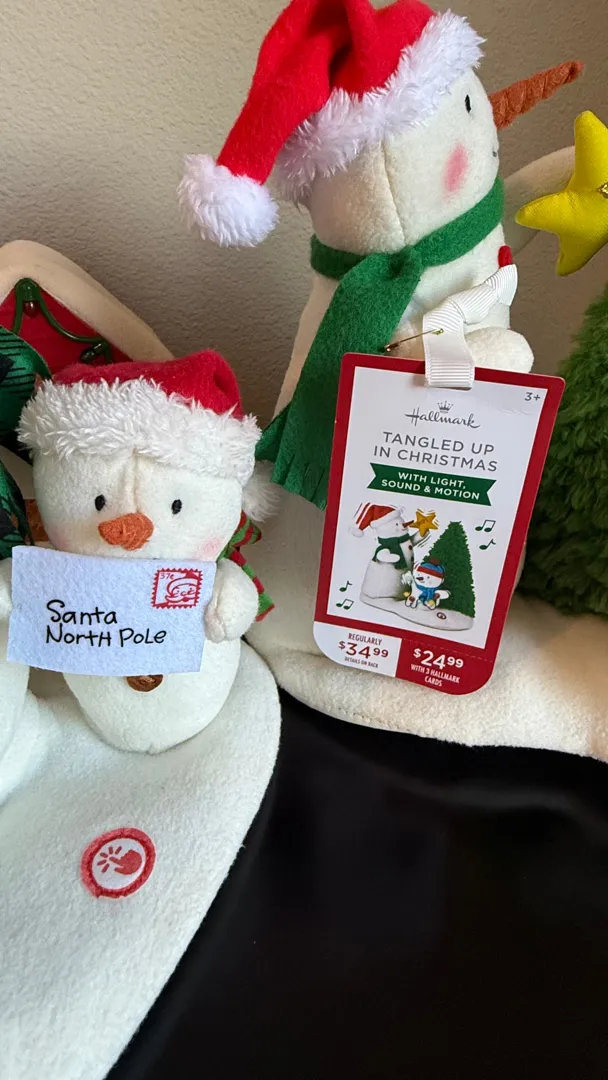 37¢
Santa
North Pole
Hallmark
3+
TANGLED UP
IN CHRISTMAS
WITH LIGHT,
SOUND & MOTION
REGULARLY
$34.99
DETAILS ON BACK
$24.99
WITH 3 HALLMARK
CARDS